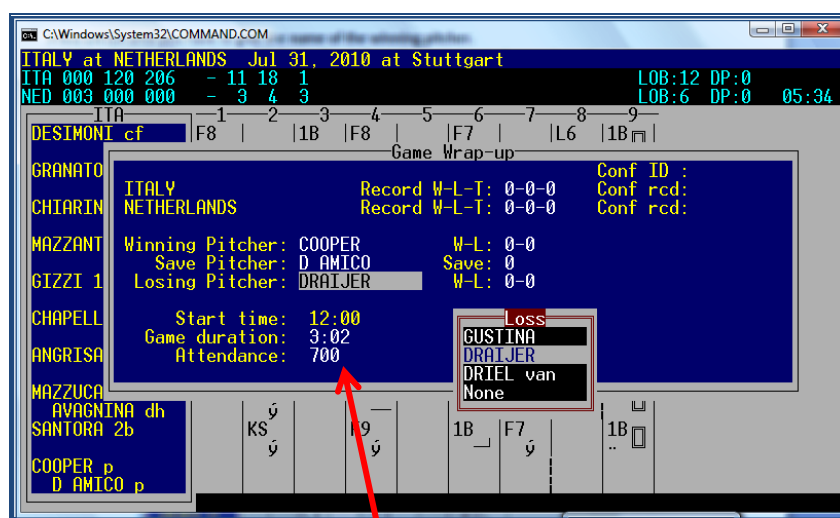 C:\Windows\System32\COMMAND.COM
ITALY at NETHERLANDS Jul 31, 2010 at Stuttgart
ITA 000 120 206 - 11 18 1 LOB:12 DP:0
NED 003 000 000 - 3 4 3 LOB:6 DP:0 05:34
ITA 1 2 3 4 5 6 7 8 9
DESIMONI cf F8 1B F8 F7 L6 1B
Game Wrap-up
GRANATO Conf ID :
ITALY Record W-L-T: 0-0-0 Conf rcd:
CHIARIN NETHERLANDS Record W-L-T: 0-0-0 Conf rcd:
MAZZANT Winning Pitcher: COOPER W-L: 0-0
Save Pitcher: D AMICO Save: 0
GIZZI 1 Losing Pitcher: DRAIJER W-L: 0-0
CHAPELL Start time: 12:00 Loss
Game duration: 3:02 GUSTINA
ANGRISA Attendance: 700 DRAIJER
DRIEL van
MAZZUCA None
AVAGNINA dh ý
SANTORA 2b KS F9 1B F7 1B
ý ý ý
COOPER p
D AMICO p